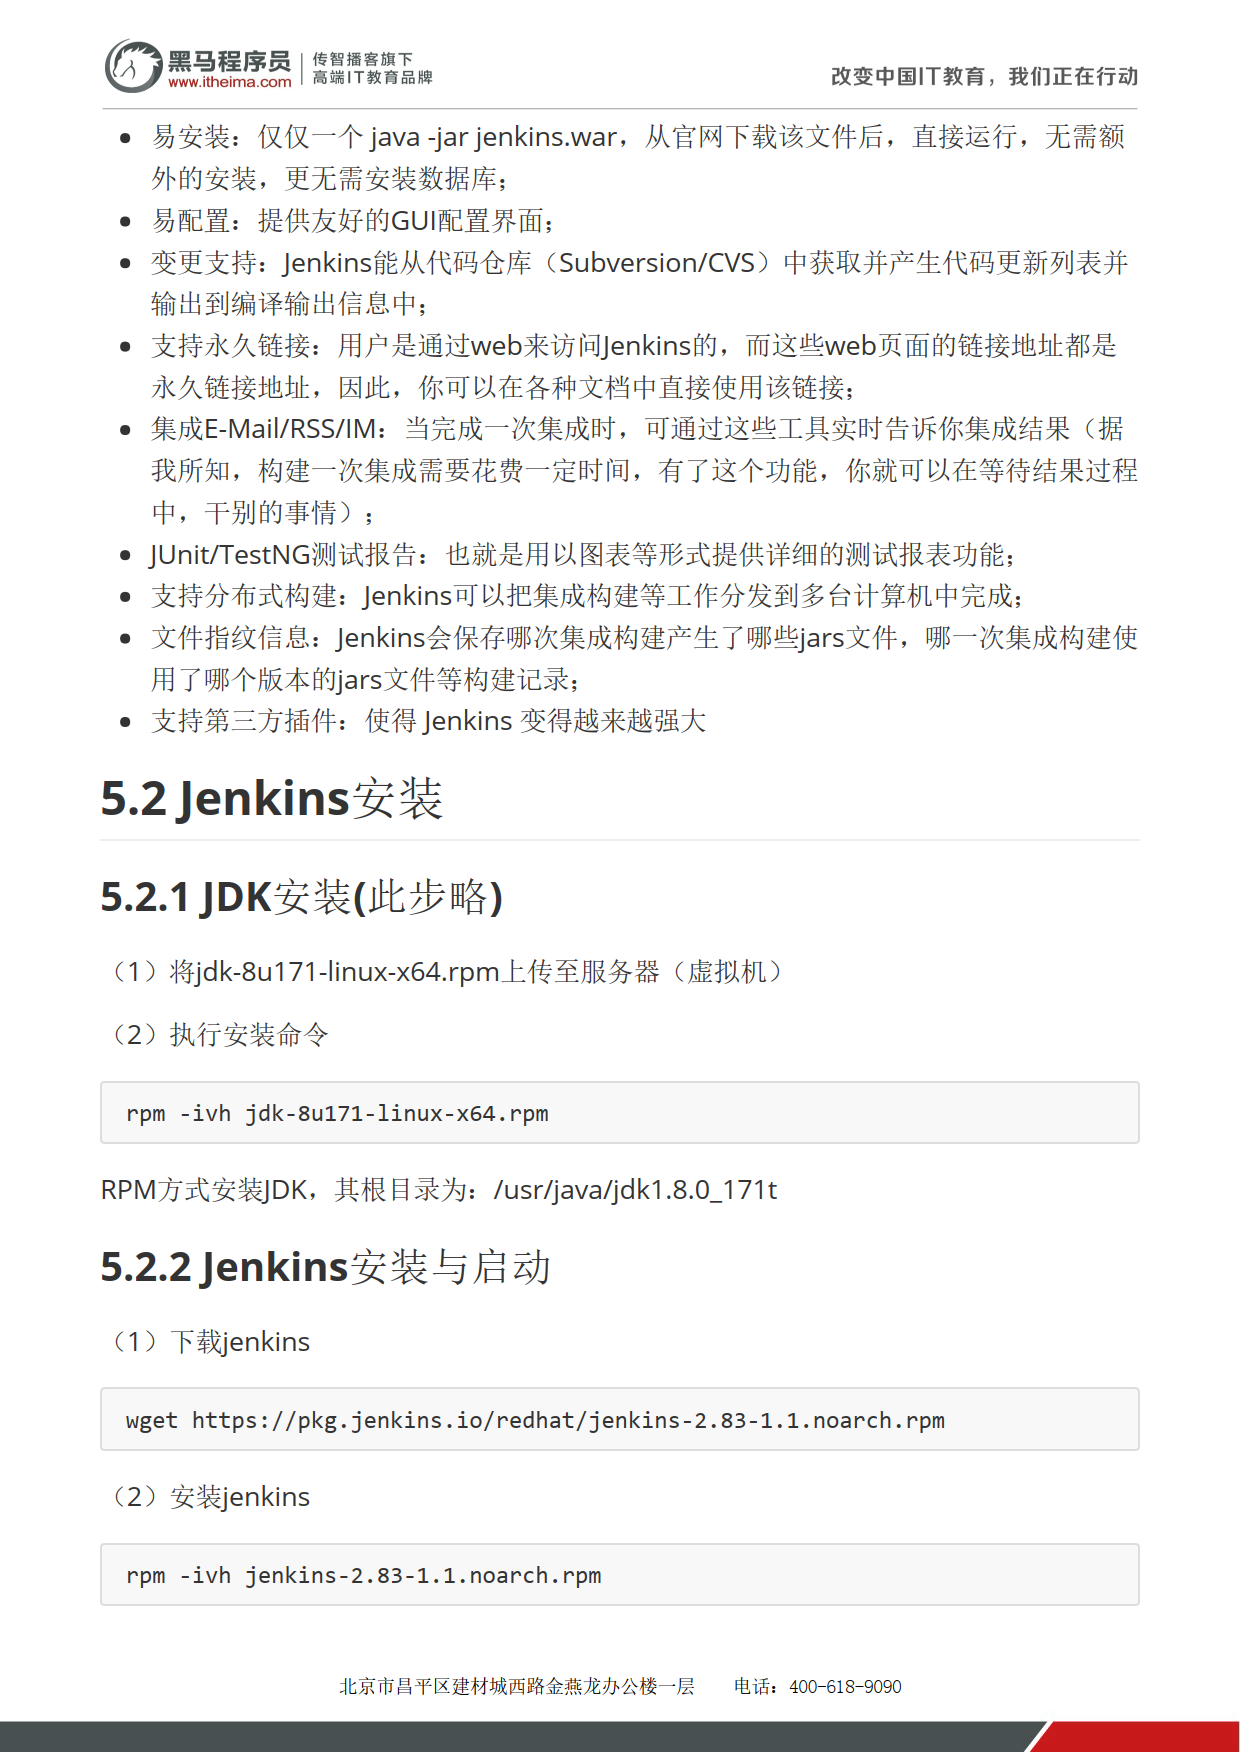 黑马程序员
www.itheima.com
传智播客旗下
高端IT教育品牌
改变中国IT教育，我们正在行动
易安装：仅仅一个 java -jar jenkins.war，从官网下载该文件后，直接运行，无需额
外的安装，更无需安装数据库；
易配置：提供友好的GUI配置界面；
变更支持：Jenkins能从代码仓库（Subversion/CVS）中获取并产生代码更新列表并
输出到编译输出信息中；
支持永久链接：用户是通过web来访问Jenkins的，而这些web页面的链接地址都是
永久链接地址，因此，你可以在各种文档中直接使用该链接；
集成E-Mail/RSS/IM：当完成一次集成时，可通过这些工具实时告诉你集成结果（据
我所知，构建一次集成需要花费一定时间，有了这个功能，你就可以在等待结果过程
中，干别的事情）；
JUnit/TestNG测试报告：也就是用以图表等形式提供详细的测试报表功能；
支持分布式构建：Jenkins可以把集成构建等工作分发到多台计算机中完成；
文件指纹信息：Jenkins会保存哪次集成构建产生了哪些jars文件，哪一次集成构建使
用了哪个版本的jars文件等构建记录；
支持第三方插件：使得 Jenkins 变得越来越强大
5.2 Jenkins安装
5.2.1 JDK安装(此步略)
（1）将jdk-8u171-linux-x64.rpm上传至服务器（虚拟机）
（2）执行安装命令
rpm -ivh jdk-8u171-linux-x64.rpm
RPM方式安装JDK，其根目录为：/usr/java/jdk1.8.0_171t
5.2.2 Jenkins安装与启动
（1）下载jenkins
wget https://pkg.jenkins.io/redhat/jenkins-2.83-1.1.noarch.rpm
（2）安装jenkins
rpm -ivh jenkins-2.83-1.1.noarch.rpm
北京市昌平区建材城西路金燕龙办公楼一层 电话：400-618-9090